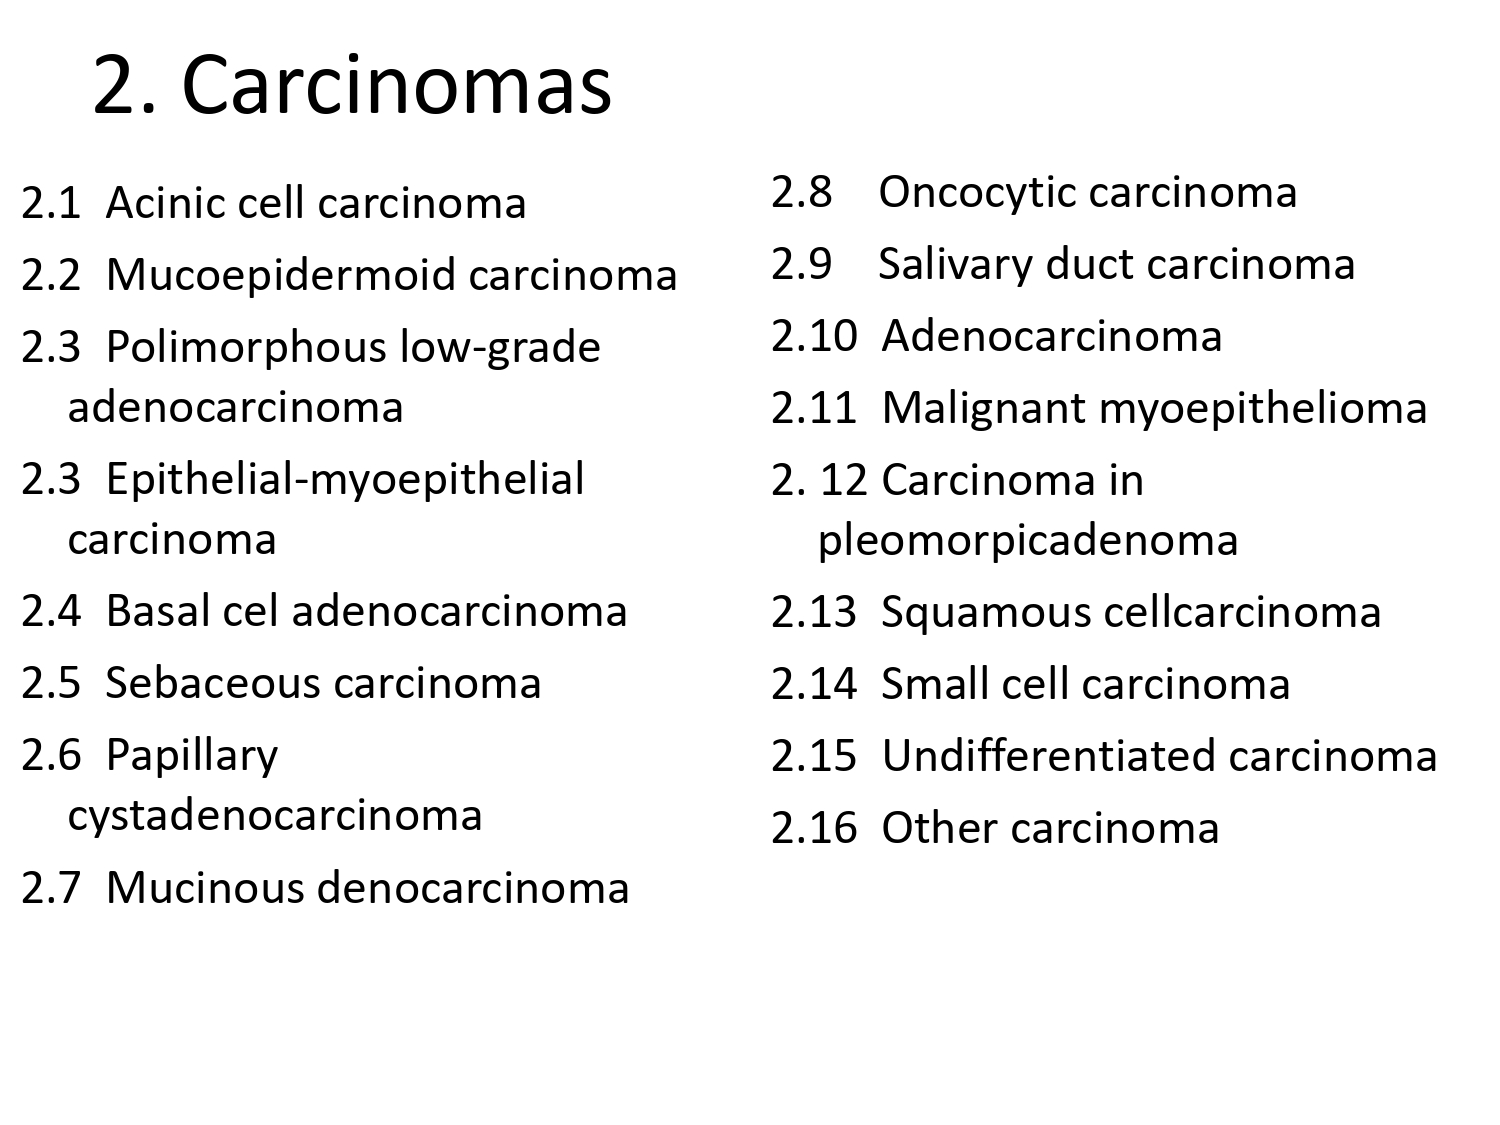 2. Carcinomas
2.1 Acinic cell carcinoma
2.2 Mucoepidermoid carcinoma
2.3 Polimorphous low-grade
adenocarcinoma
2.3 Epithelial-myoepithelial
carcinoma
2.4 Basal cel adenocarcinoma
2.5 Sebaceous carcinoma
2.6 Papillary
cystadenocarcinoma
2.7 Mucinous denocarcinoma
2.8 Oncocytic carcinoma
2.9 Salivary duct carcinoma
2.10 Adenocarcinoma
2.11 Malignant myoepithelioma
2. 12 Carcinoma in
pleomorpicadenoma
2.13 Squamous cellcarcinoma
2.14 Small cell carcinoma
2.15 Undifferentiated carcinoma
2.16 Other carcinoma